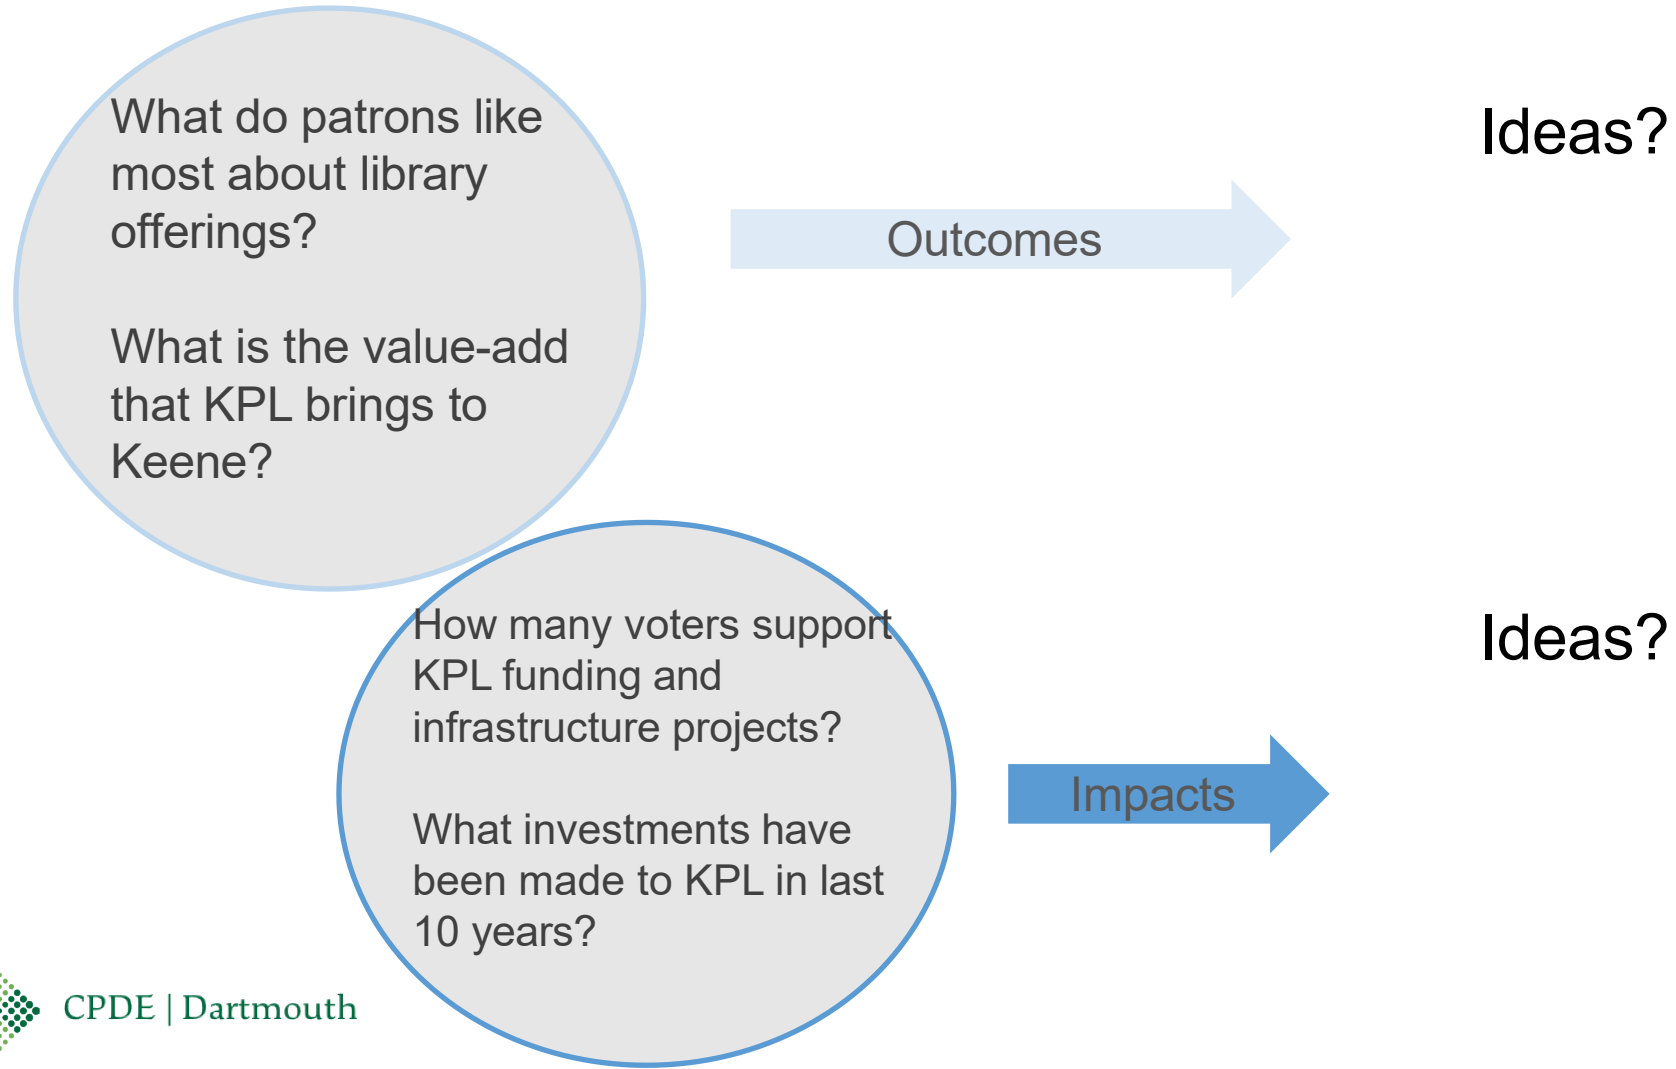 What do patrons like
most about library
offerings?
What is the value-add
that KPL brings to
Keene?
Outcomes
Ideas?
How many voters support
KPL funding and
infrastructure projects?
What investments have
been made to KPL in last
10 years?
Impacts
Ideas?
CPDE | Dartmouth